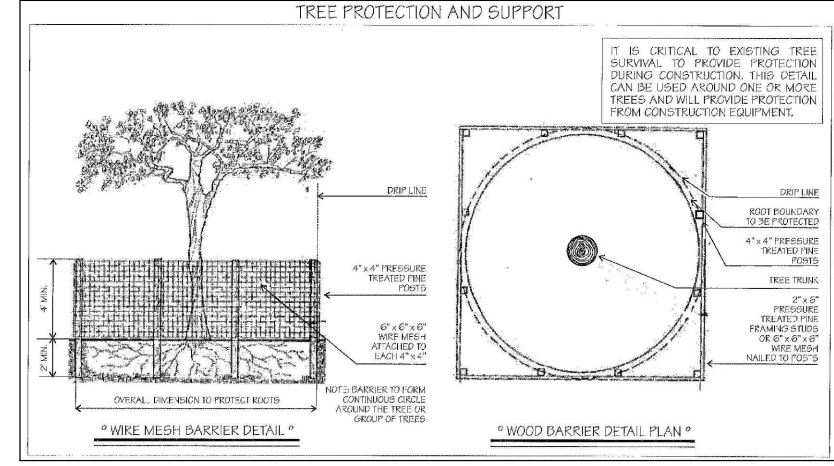 TREE PROTECTION AND SUPPORT
IT IS CRITICAL TO EXISTING TREE
SURVIVAL TO PROVIDE PROTECTION
DURING CONSTRUCTION. THIS DETAIL
CAN BE USED AROUND ONE OR MORE
TREES AND WILL PROVIDE PROTECTION
FROM CONSTRUCTION EQUIPMENT.
DRIP LINE
4" x 4" PRESSURE
TREATED PINE
POSTS
6" x 6" x 6"
WIRE MESH
ATTACHED TO
EACH 4" x 4"
NOTE: BARRIER TO FORM
CONTINUOUS CIRCLE
AROUND THE TREE OR
GROUP OF TREES
4' MIN.
2' MIN.
OVERALL DIMENSION TO PROTECT ROOTS
" WIRE MESH BARRIER DETAIL "
DRIP LINE
ROOT BOUNDARY
TO BE PROTECTED
4" x 4" PRESSURE
TREATED PINE
POSTS
TREE TRUNK
2" x 6"
PRESSURE
TREATED PINE
FRAMING STUDS
OR 6" x 6" x 6"
WIRE MESH
NAILED TO POSTS
" WOOD BARRIER DETAIL PLAN "